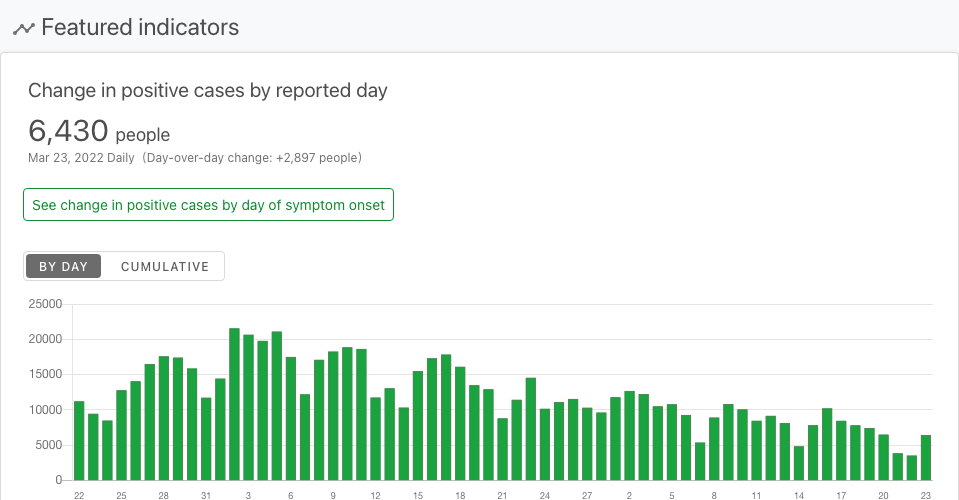 Featured indicators
Change in positive cases by reported day
6,430 people
Mar 23, 2022 Daily (Day-over-day change: +2,897 people)
See change in positive cases by day of symptom onset
BY DAY CUMULATIVE
25000
20000
15000
10000
5000
0
22 25 28 31 3 6 9 12 15 18 21 24 27 2 5 8 11 14 17 20 23